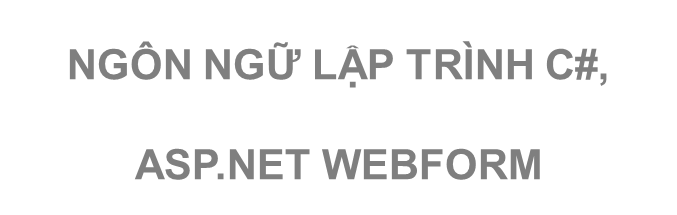 NGÔN NGỮ LẬP TRÌNH C#,
ASP.NET WEBFORM